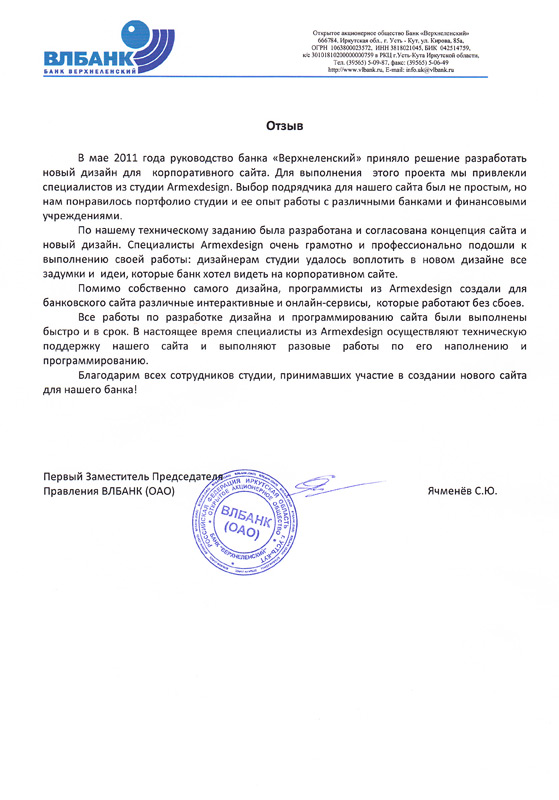 ВЛБАНК
БАНК ВЕРХНЕЛЕНСКИЙ
Открытое акционерное общество Банк «Верхнеленский»
666784, Иркутская обл., г. Усть - Кут, ул. Кирова, 85а,
ОГРН 1063800023572, ИНН 3818021045, БИК 042514759,
к/с 30101810200000000759 в РКЦ г.Усть-Кута Иркутской области,
Тел. (39565) 5-09-87, факс: (39565) 5-06-49
http://www.vlbank.ru, E-mail: info.ak@vlbank.ru
Отзыв
В мае 2011 года руководство банка «Верхнеленский» приняло решение разработать
новый дизайн для корпоративного сайта. Для выполнения этого проекта мы привлекли
специалистов из студии Armexdesign. Выбор подрядчика для нашего сайта был не простым, но
нам понравилось портфолио студии и ее опыт работы с различными банками и финансовыми
учреждениями.
По нашему техническому заданию была разработана и согласована концепция сайта и
новый дизайн. Специалисты Armexdesign очень грамотно и профессионально подошли к
выполнению своей работы: дизайнерам студии удалось воплотить в новом дизайне все
задумки и идеи, которые банк хотел видеть на корпоративном сайте.
Помимо собственно самого дизайна, программисты из Armexdesign создали для
банковского сайта различные интерактивные и онлайн-сервисы, которые работают без сбоев.
Все работы по разработке дизайна и программированию сайта были выполнены
быстро и в срок. В настоящее время специалисты из Armexdesign осуществляют техническую
поддержку нашего сайта и выполняют разовые работы по его наполнению и
программированию.
Благодарим всех сотрудников студии, принимавших участие в создании нового сайта
для нашего банка!
Первый Заместитель Председателя
Правления ВЛБАНК (ОАО)
Ячменёв С.Ю.
РОССИЙСКАЯ ФЕДЕРАЦИЯ ИРКУТСКАЯ ОБЛАСТЬ г. УСТЬ-КУТ
ОТКРЫТОЕ АКЦИОНЕРНОЕ ОБЩЕСТВО
БАНК "ВЕРХНЕЛЕНСКИЙ"
ВЛБАНК
(ОАО)